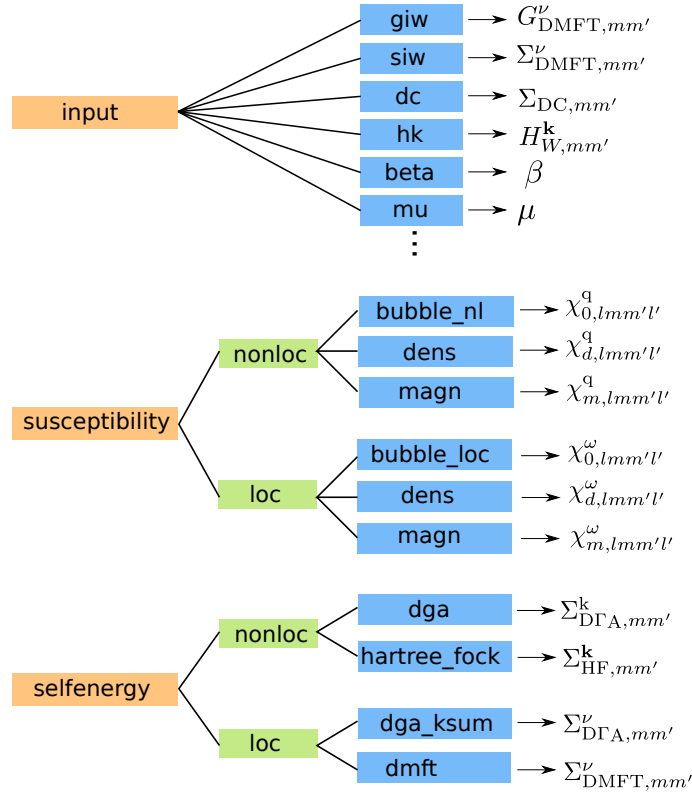 giw G^ν_{DMFT,mm′}
siw Σ^ν_{DMFT,mm′}
dc Σ_{DC,mm′}
input
hk H^𝐤_{W,mm′}
beta β
mu μ
⋮
bubble_nl χ^q_{0,lmm′l′}
nonloc dens χ^q_{d,lmm′l′}
magn χ^q_{m,lmm′l′}
susceptibility
bubble_loc χ^ω_{0,lmm′l′}
loc dens χ^ω_{d,lmm′l′}
magn χ^ω_{m,lmm′l′}
dga Σ^k_{DΓA,mm′}
nonloc
hartree_fock Σ^𝐤_{HF,mm′}
selfenergy
dga_ksum Σ^ν_{DΓA,mm′}
loc
dmft Σ^ν_{DMFT,mm′}